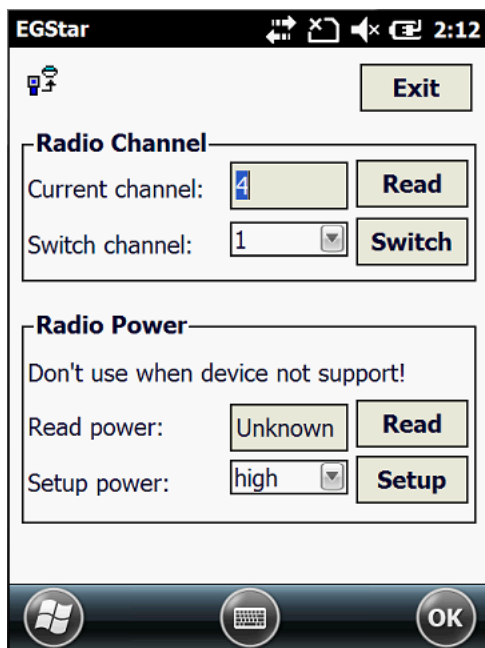 EGStar 2:12
Exit
Radio Channel
Current channel: 4 Read
Switch channel: 1 Switch
Radio Power
Don't use when device not support!
Read power: Unknown Read
Setup power: high Setup
OK